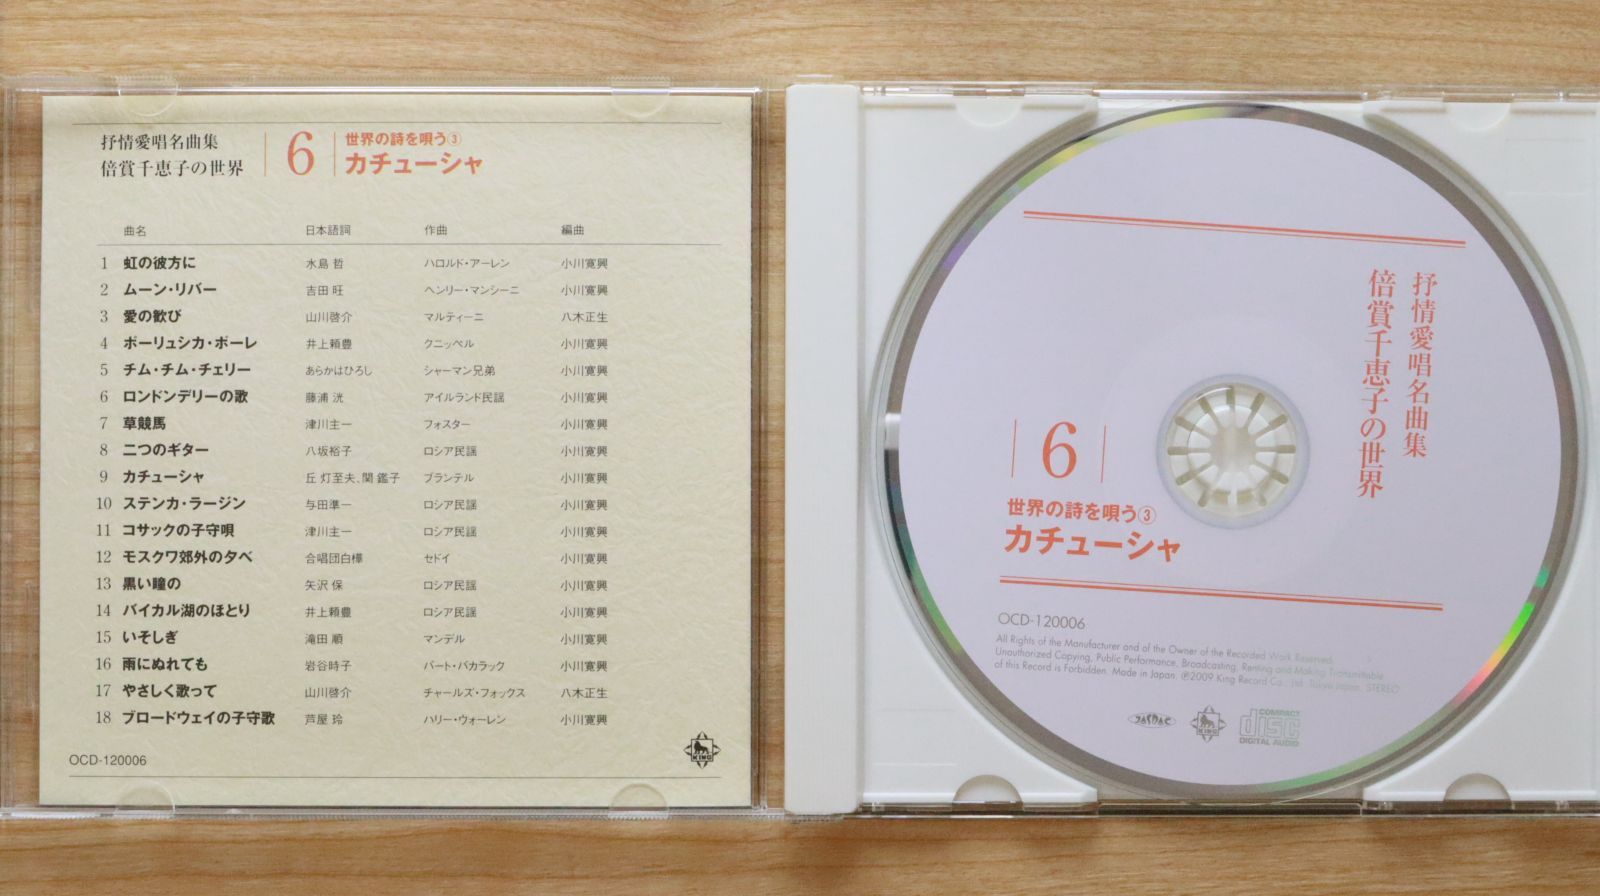 抒情愛唱名曲集
倍賞千恵子の世界
6
世界の詩を唄う③
カチューシャ
曲名 日本語詞 作曲 編曲
1 虹の彼方に 水島 哲 ハロルド・アーレン 小川寛興
2 ムーン・リバー 吉田 旺 ヘンリー・マンシーニ 小川寛興
3 愛の歓び 山川啓介 マルティーニ 八木正生
4 ポーリュシカ・ポーレ 井上頼豊 クニッペル 小川寛興
5 チム・チム・チェリー あらかはひろし シャーマン兄弟 小川寛興
6 ロンドンデリーの歌 藤浦 洸 アイルランド民謡 小川寛興
7 草競馬 津川主一 フォスター 小川寛興
8 二つのギター 八坂裕子 ロシア民謡 小川寛興
9 カチューシャ 丘 灯至夫、関 鑑子 ブランテル 小川寛興
10 ステンカ・ラージン 与田準一 ロシア民謡 小川寛興
11 コサックの子守唄 津川主一 ロシア民謡 小川寛興
12 モスクワ郊外の夕べ 合唱団白樺 セドイ 小川寛興
13 黒い瞳の 矢沢 保 ロシア民謡 小川寛興
14 バイカル湖のほとり 井上頼豊 ロシア民謡 小川寛興
15 いそしぎ 滝田 順 マンデル 小川寛興
16 雨にぬれても 岩谷時子 バート・バカラック 小川寛興
17 やさしく歌って 山川啓介 チャールズ・フォックス 八木正生
18 ブロードウェイの子守歌 芦屋 玲 ハリー・ウォーレン 小川寛興
OCD-120006
KING
抒情愛唱名曲集
倍賞千恵子の世界
6
世界の詩を唄う③
カチューシャ
OCD-120006
All Rights of the Manufacturer and of the Owner of the Recorded Work Reserved.
Unauthorized Copying, Public Performance, Broadcasting, Renting and Making Transmittable
of this Record is Forbidden. Made in Japan. ℗2009 King Record Co., Ltd. Tokyo Japan. STEREO
JASRAC
KING
COMPACT
disc
DIGITAL AUDIO